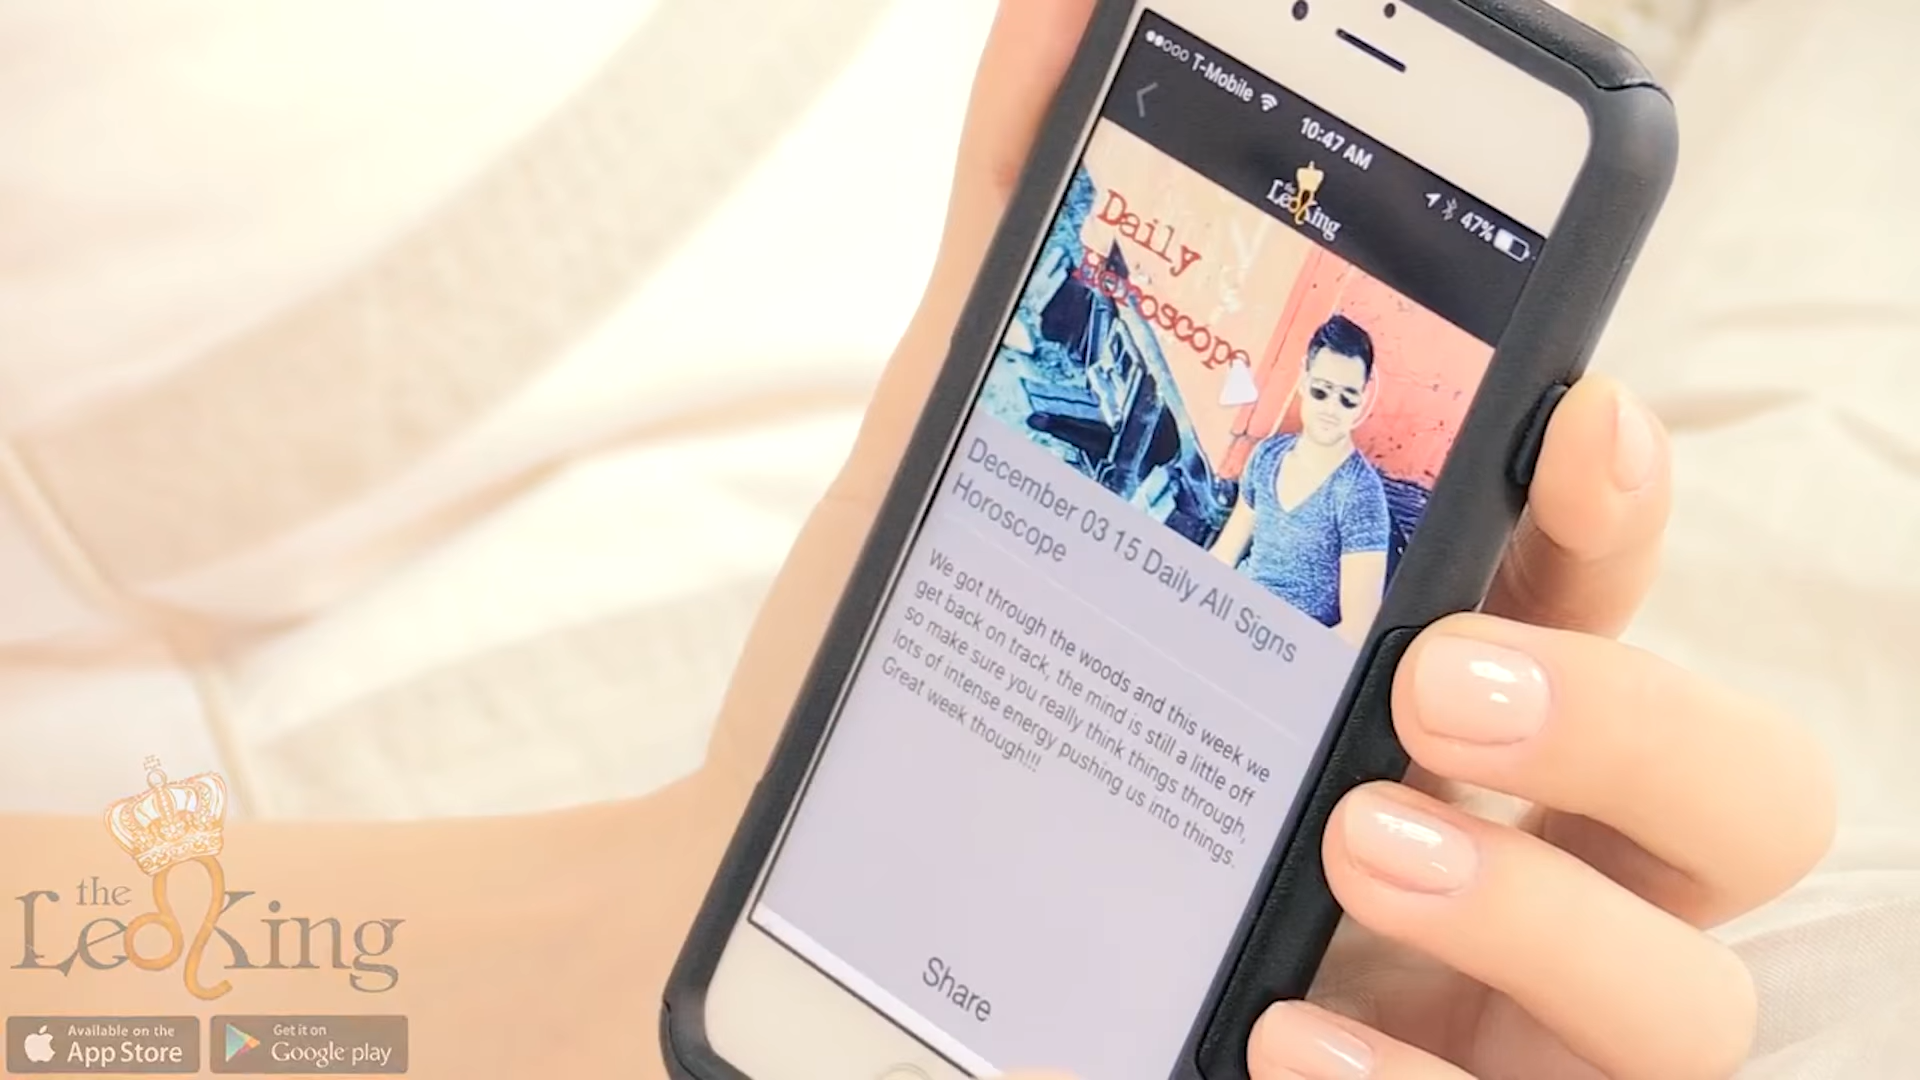 ●●○○○ T-Mobile 10:47 AM 47%
the
LeoKing
Daily
Horoscope
December 03 15 Daily All Signs
Horoscope
We got through the woods and this week we
get back on track, the mind is still a little off
so make sure you really think things through,
lots of intense energy pushing us into things.
Great week though!!!
Share
the
LeoKing
Available on the
App Store
Get it on
Google play